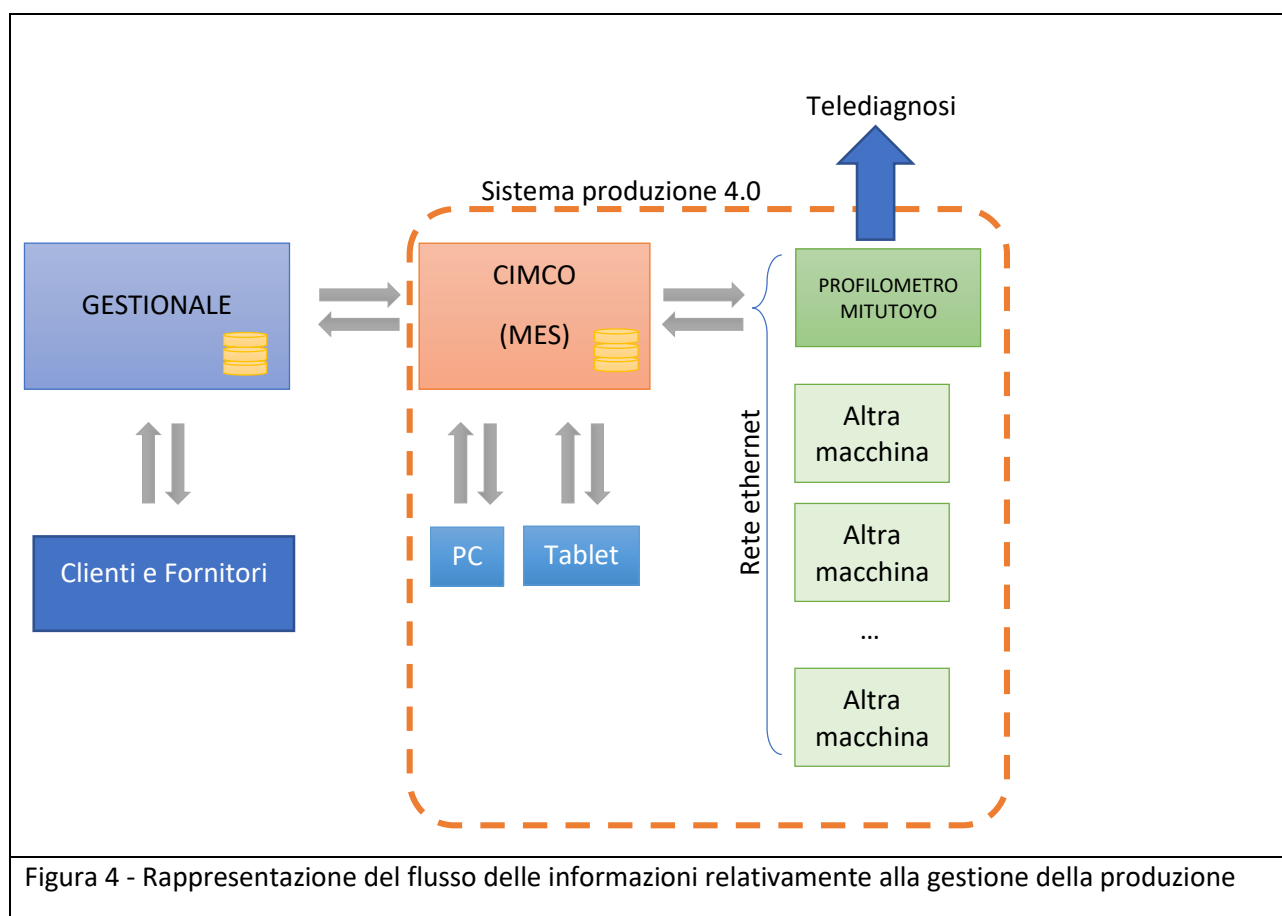 Telediagnosi
Sistema produzione 4.0
GESTIONALE
CIMCO
(MES)
PROFILOMETRO
MITUTOYO
Rete ethernet
Altra
macchina
Altra
macchina
...
Altra
macchina
Clienti e Fornitori
PC
Tablet
Figura 4 - Rappresentazione del flusso delle informazioni relativamente alla gestione della produzione